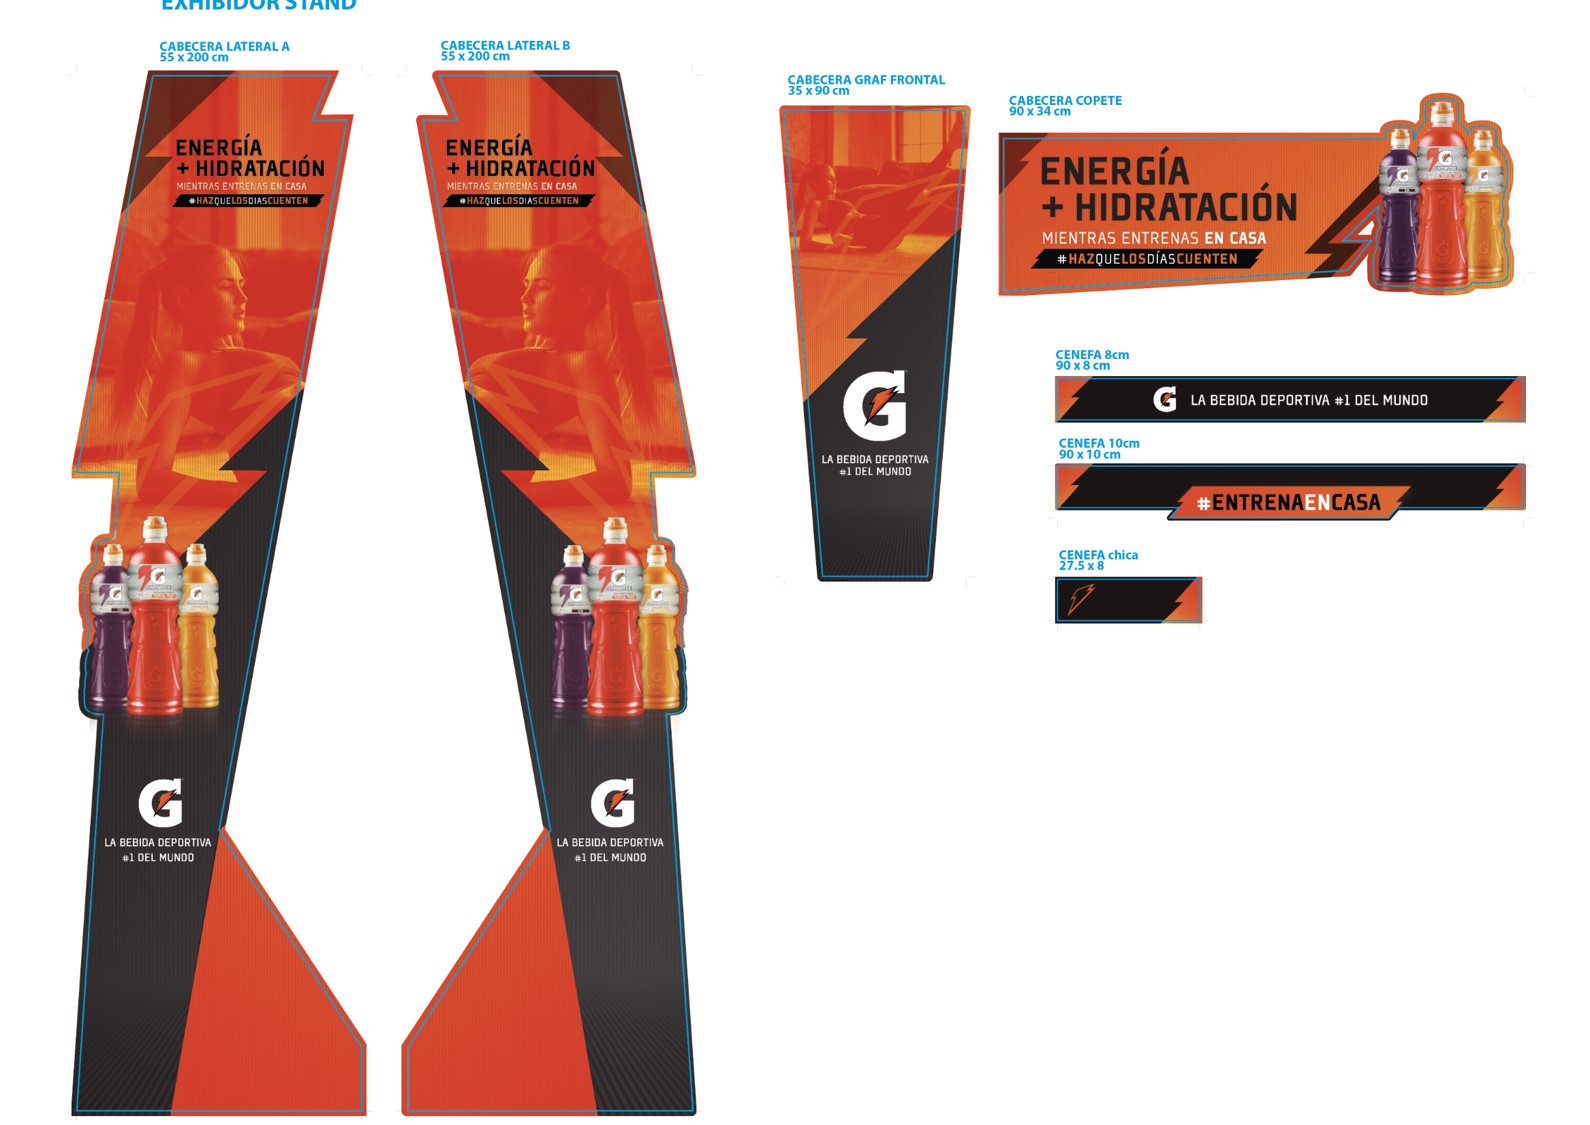 EXHIBIDOR STAND
CABECERA LATERAL A
55 x 200 cm
ENERGÍA
+ HIDRATACIÓN
MIENTRAS ENTRENAS EN CASA
#HAZQUELOSDÍASCUENTEN
G
LA BEBIDA DEPORTIVA
#1 DEL MUNDO
CABECERA LATERAL B
55 x 200 cm
ENERGÍA
+ HIDRATACIÓN
MIENTRAS ENTRENAS EN CASA
#HAZQUELOSDÍASCUENTEN
G
LA BEBIDA DEPORTIVA
#1 DEL MUNDO
CABECERA GRAF FRONTAL
35 x 90 cm
G
LA BEBIDA DEPORTIVA
#1 DEL MUNDO
CABECERA COPETE
90 x 34 cm
ENERGÍA
+ HIDRATACIÓN
MIENTRAS ENTRENAS EN CASA
#HAZQUELOSDÍASCUENTEN
CENEFA 8cm
90 x 8 cm
G LA BEBIDA DEPORTIVA #1 DEL MUNDO
CENEFA 10cm
90 x 10 cm
#ENTRENAENCASA
CENEFA chica
27.5 x 8